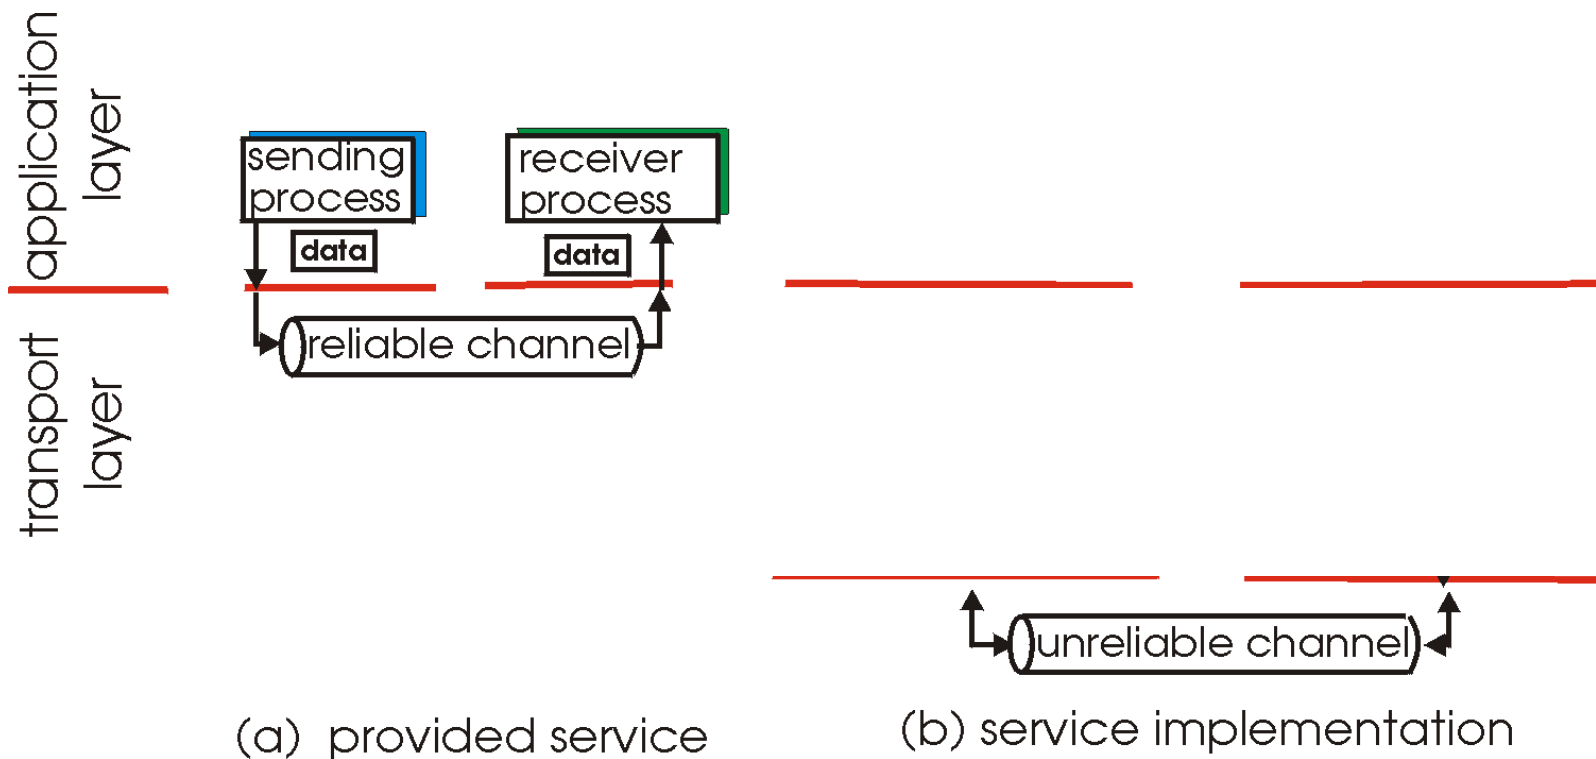 application
layer
sending
process
receiver
process
data
data
reliable channel
transport
layer
unreliable channel
(a) provided service
(b) service implementation